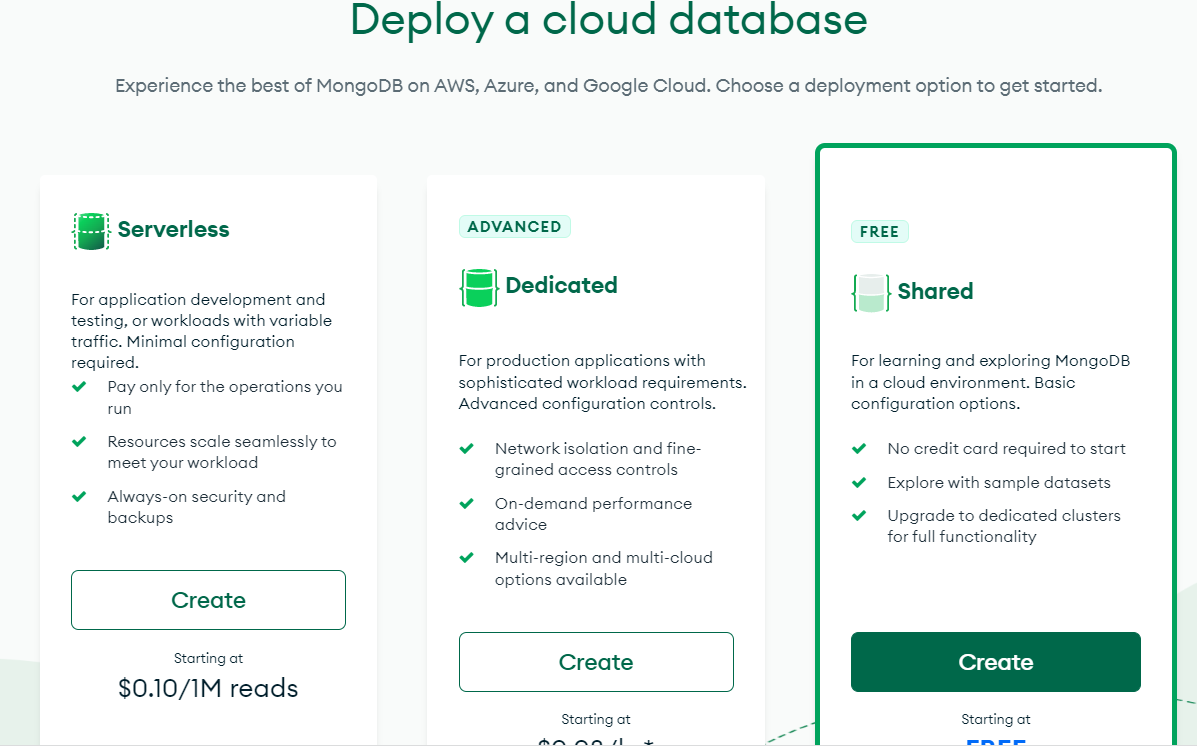 Deploy a cloud database
Experience the best of MongoDB on AWS, Azure, and Google Cloud. Choose a deployment option to get started.
Serverless
For application development and
testing, or workloads with variable
traffic. Minimal configuration
required.
Pay only for the operations you
run
Resources scale seamlessly to
meet your workload
Always-on security and
backups
Create
Starting at
$0.10/1M reads
ADVANCED
Dedicated
For production applications with
sophisticated workload requirements.
Advanced configuration controls.
Network isolation and fine-
grained access controls
On-demand performance
advice
Multi-region and multi-cloud
options available
Create
Starting at
FREE
Shared
For learning and exploring MongoDB
in a cloud environment. Basic
configuration options.
No credit card required to start
Explore with sample datasets
Upgrade to dedicated clusters
for full functionality
Create
Starting at
FREE